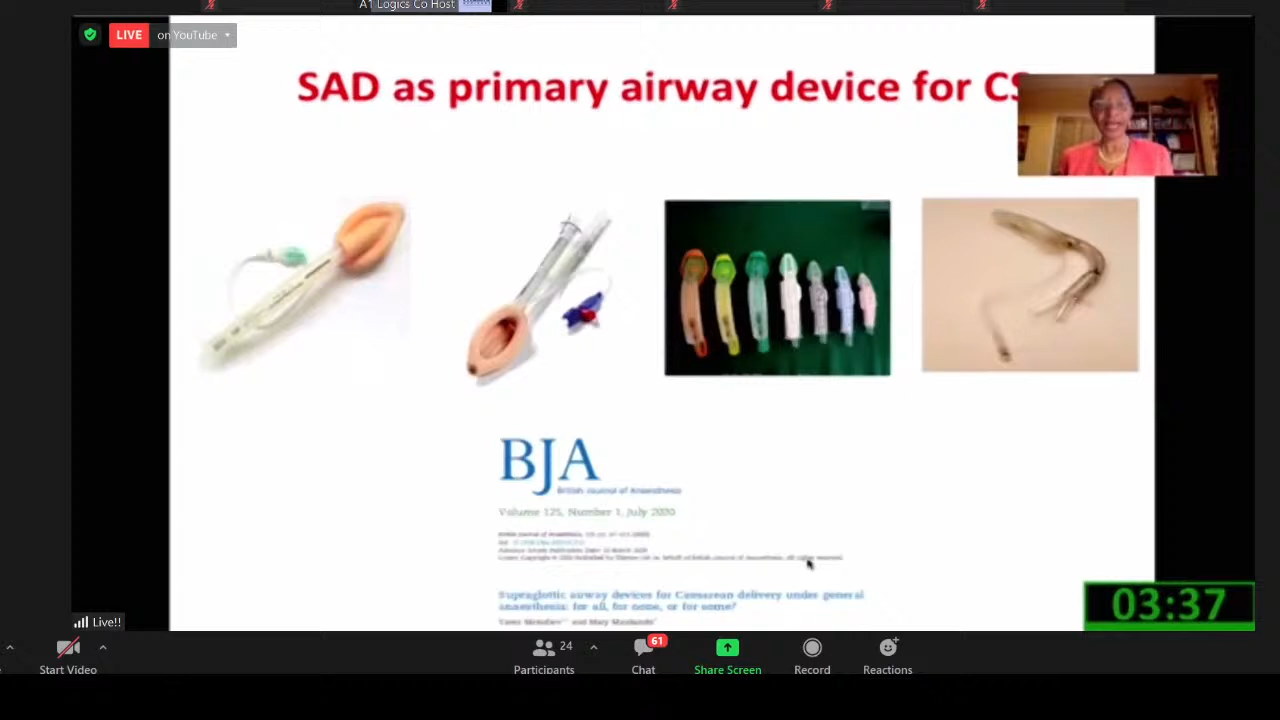 A1 Logics Co Host
LIVE on YouTube
SAD as primary airway device for CS
BJA
British Journal of Anaesthesia
Volume 125, Number 1, July 2020
Supraglottic airway devices for Caesarean delivery under general
anaesthesia: for all, for none, or for some?
03:37
Live!!
24
61
Start Video
Participants
Chat
Share Screen
Record
Reactions